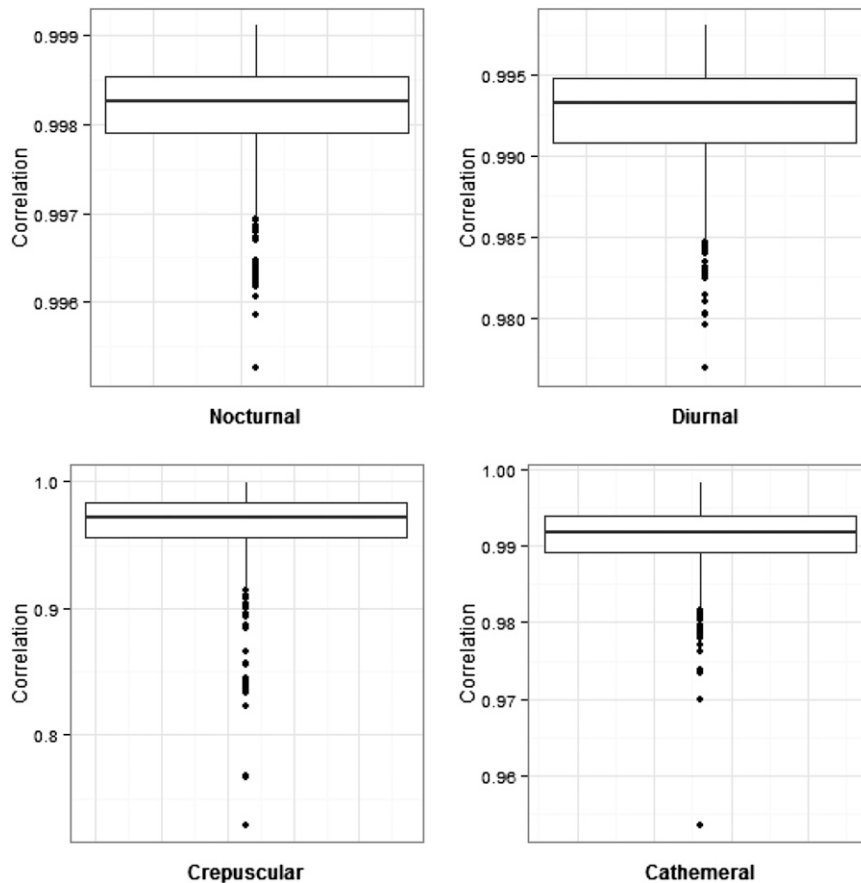 0.999
0.998
0.997
0.996
Correlation
Nocturnal
0.995
0.990
0.985
0.980
Correlation
Diurnal
1.0
0.9
0.8
Correlation
Crepuscular
1.00
0.99
0.98
0.97
0.96
Correlation
Cathemeral